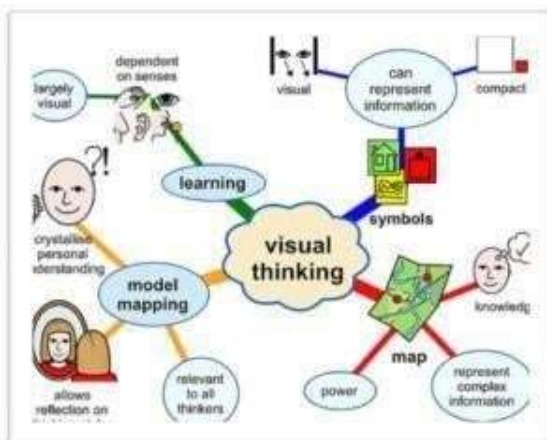 dependent
on senses
largely
visual
learning
?!
crystalise
personal
model
mapping
allows
reflection on
relevant
to all
thinkers
visual
thinking
visual
can
represent
information
compact
symbols
map
power
represent
complex
information